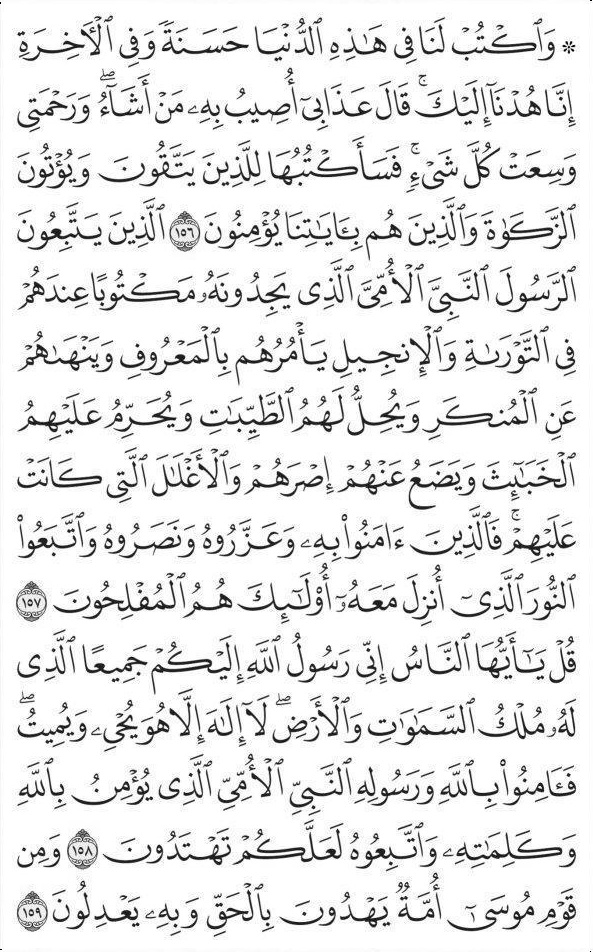 ۞ وَٱكۡتُبۡ لَنَا فِي هَٰذِهِ ٱلدُّنۡيَا حَسَنَةٗ وَفِي ٱلۡأٓخِرَةِ
إِنَّا هُدۡنَآ إِلَيۡكَۚ قَالَ عَذَابِيٓ أُصِيبُ بِهِۦ مَنۡ أَشَآءُۖ وَرَحۡمَتِي
وَسِعَتۡ كُلَّ شَيۡءٖۚ فَسَأَكۡتُبُهَا لِلَّذِينَ يَتَّقُونَ وَيُؤۡتُونَ
ٱلزَّكَوٰةَ وَٱلَّذِينَ هُم بِـَٔايَٰتِنَا يُؤۡمِنُونَ ١٥٦ ٱلَّذِينَ يَتَّبِعُونَ
ٱلرَّسُولَ ٱلنَّبِيَّ ٱلۡأُمِّيَّ ٱلَّذِي يَجِدُونَهُۥ مَكۡتُوبًا عِندَهُمۡ
فِي ٱلتَّوۡرَىٰةِ وَٱلۡإِنجِيلِ يَأۡمُرُهُم بِٱلۡمَعۡرُوفِ وَيَنۡهَىٰهُمۡ
عَنِ ٱلۡمُنكَرِ وَيُحِلُّ لَهُمُ ٱلطَّيِّبَٰتِ وَيُحَرِّمُ عَلَيۡهِمُ
ٱلۡخَبَٰٓئِثَ وَيَضَعُ عَنۡهُمۡ إِصۡرَهُمۡ وَٱلۡأَغۡلَٰلَ ٱلَّتِي كَانَتۡ
عَلَيۡهِمۡۚ فَٱلَّذِينَ ءَامَنُواْ بِهِۦ وَعَزَّرُوهُ وَنَصَرُوهُ وَٱتَّبَعُواْ
ٱلنُّورَ ٱلَّذِيٓ أُنزِلَ مَعَهُۥٓ أُوْلَٰٓئِكَ هُمُ ٱلۡمُفۡلِحُونَ ١٥٧
قُلۡ يَٰٓأَيُّهَا ٱلنَّاسُ إِنِّي رَسُولُ ٱللَّهِ إِلَيۡكُمۡ جَمِيعًا ٱلَّذِي
لَهُۥ مُلۡكُ ٱلسَّمَٰوَٰتِ وَٱلۡأَرۡضِۖ لَآ إِلَٰهَ إِلَّا هُوَ يُحۡيِۦ وَيُمِيتُۖ
فَـَٔامِنُواْ بِٱللَّهِ وَرَسُولِهِ ٱلنَّبِيِّ ٱلۡأُمِّيِّ ٱلَّذِي يُؤۡمِنُ بِٱللَّهِ
وَكَلِمَٰتِهِۦ وَٱتَّبِعُوهُ لَعَلَّكُمۡ تَهۡتَدُونَ ١٥٨ وَمِن
قَوۡمِ مُوسَىٰٓ أُمَّةٞ يَهۡدُونَ بِٱلۡحَقِّ وَبِهِۦ يَعۡدِلُونَ ١٥٩